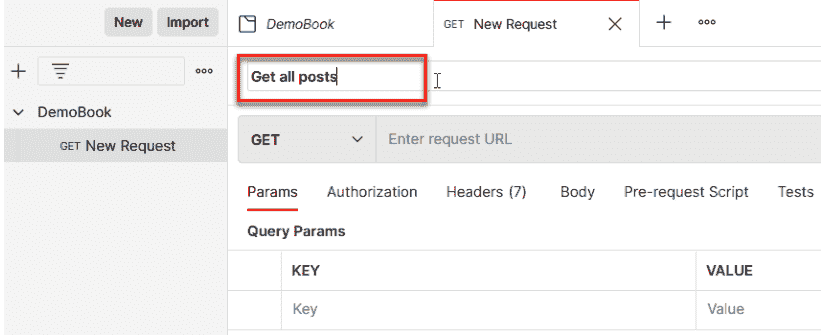 New Import DemoBook GET New Request
Get all posts
DemoBook
GET New Request
GET Enter request URL
Params Authorization Headers (7) Body Pre-request Script Tests
Query Params
KEY VALUE
Key Value